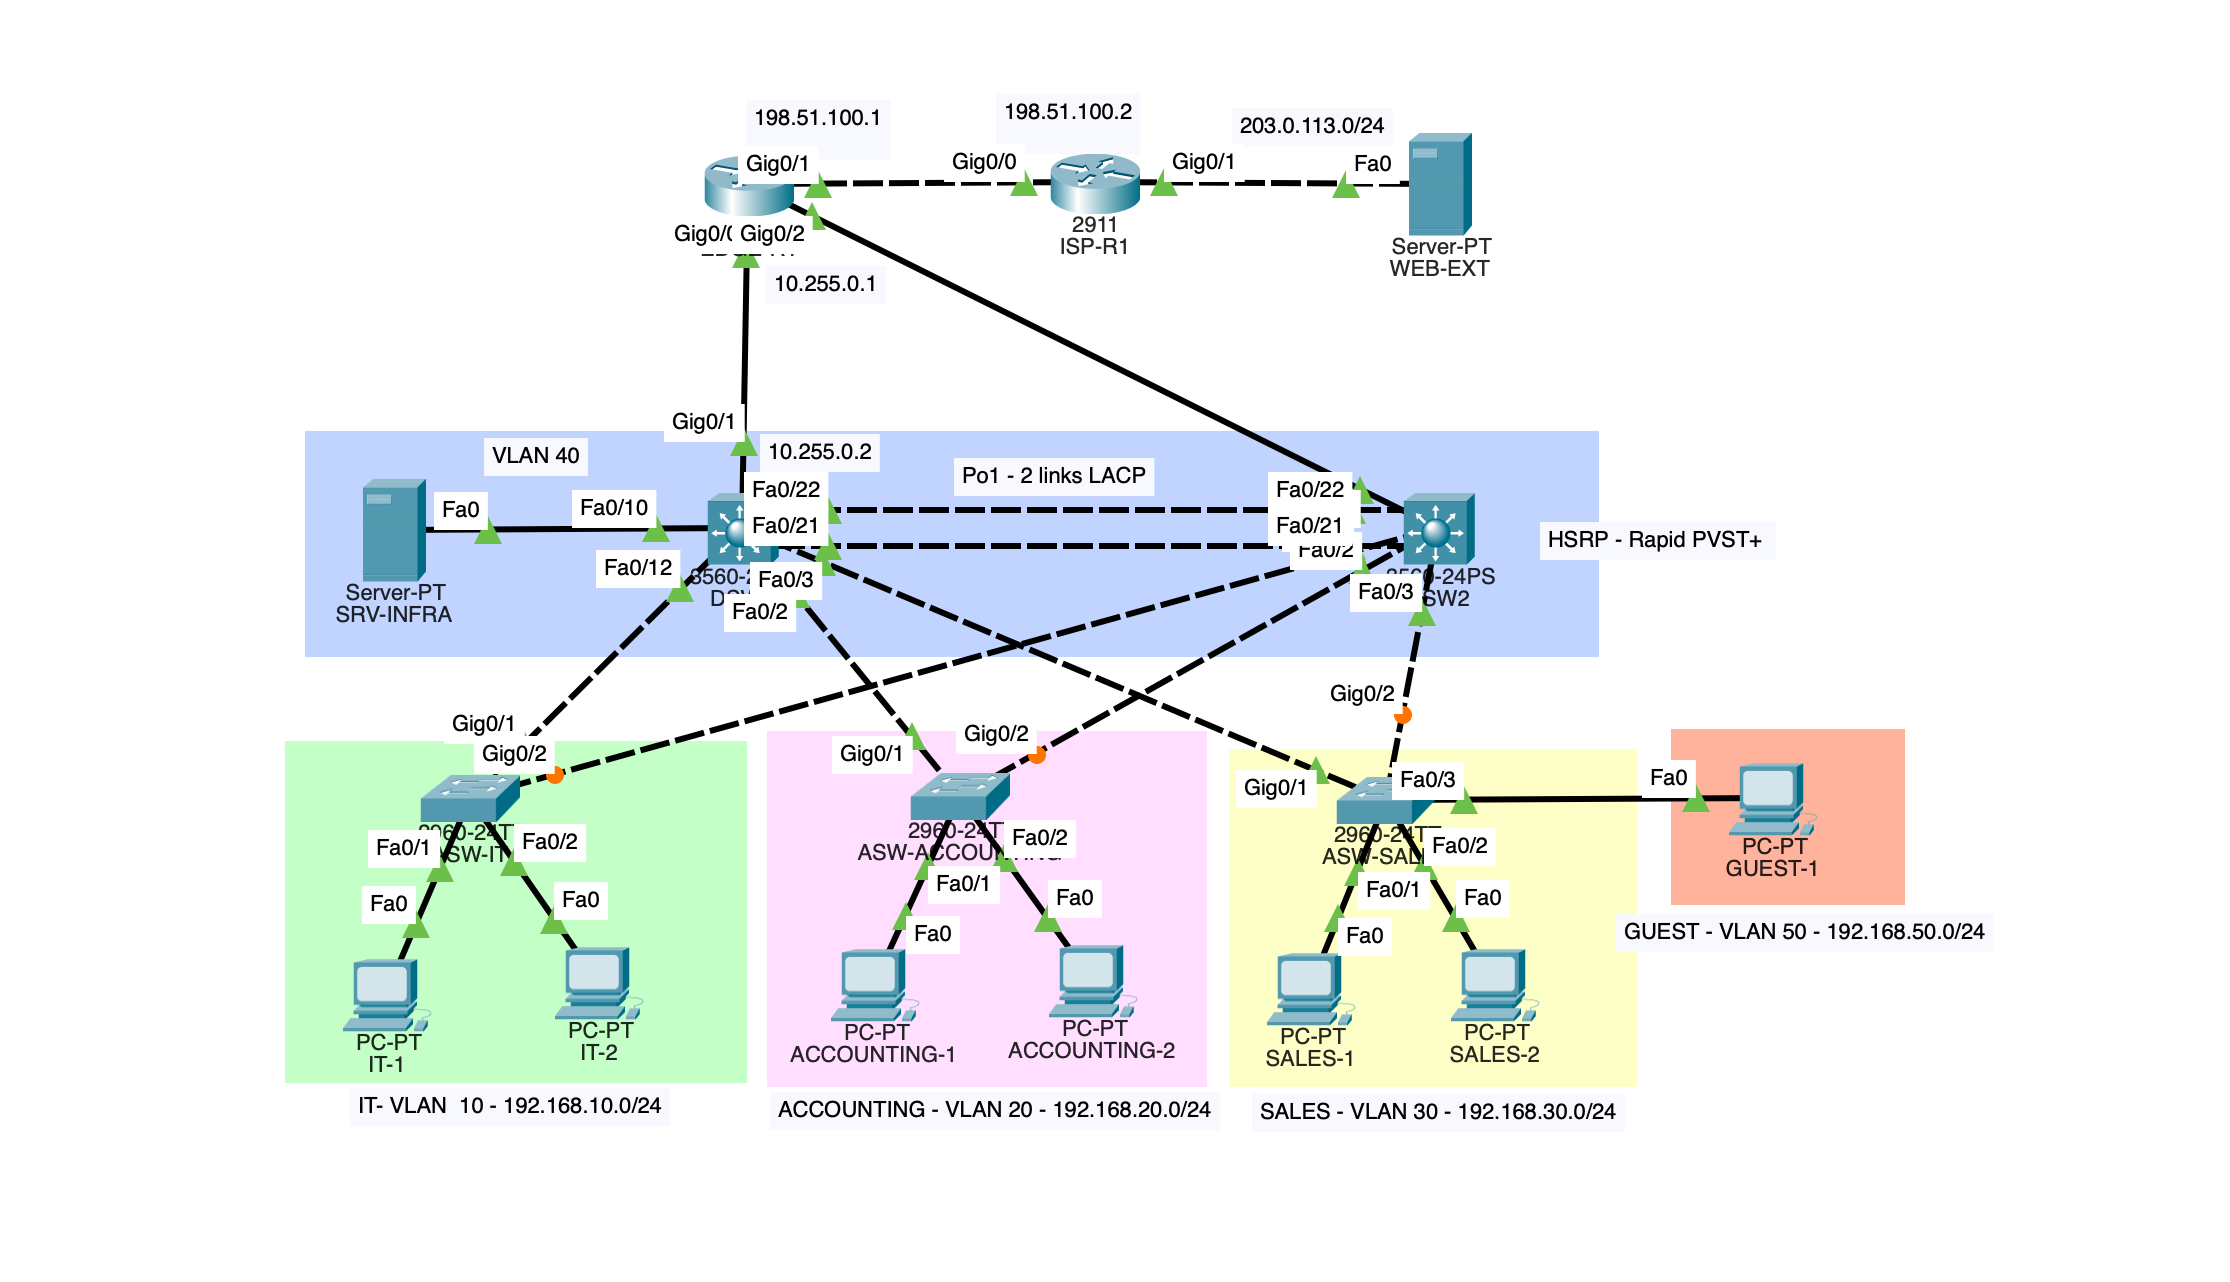 198.51.100.1
198.51.100.2
203.0.113.0/24
Gig0/1
Gig0/0
Gig0/1
Fa0
2911
ISP-R1
Server-PT
WEB-EXT
Gig0/2
10.255.0.1
Gig0/1
10.255.0.2
VLAN 40
Po1 - 2 links LACP
Fa0/22
Fa0/22
Fa0
Fa0/10
Fa0/21
Fa0/21
Fa0/2
HSRP - Rapid PVST+
Fa0/12
Fa0/3
Fa0/2
Fa0/3
Server-PT
SRV-INFRA
Gig0/1
Gig0/2
Gig0/1
Gig0/2
Gig0/2
Gig0/1
Fa0/3
Fa0
Fa0/1
Fa0/2
Fa0/2
Fa0/1
2960-24TT
Fa0/2
Fa0/1
PC-PT
GUEST-1
Fa0
Fa0
Fa0
Fa0
Fa0
Fa0
GUEST - VLAN 50 - 192.168.50.0/24
PC-PT
IT-1
PC-PT
IT-2
PC-PT
ACCOUNTING-1
PC-PT
ACCOUNTING-2
PC-PT
SALES-1
PC-PT
SALES-2
IT- VLAN  10 - 192.168.10.0/24
ACCOUNTING - VLAN 20 - 192.168.20.0/24
SALES - VLAN 30 - 192.168.30.0/24